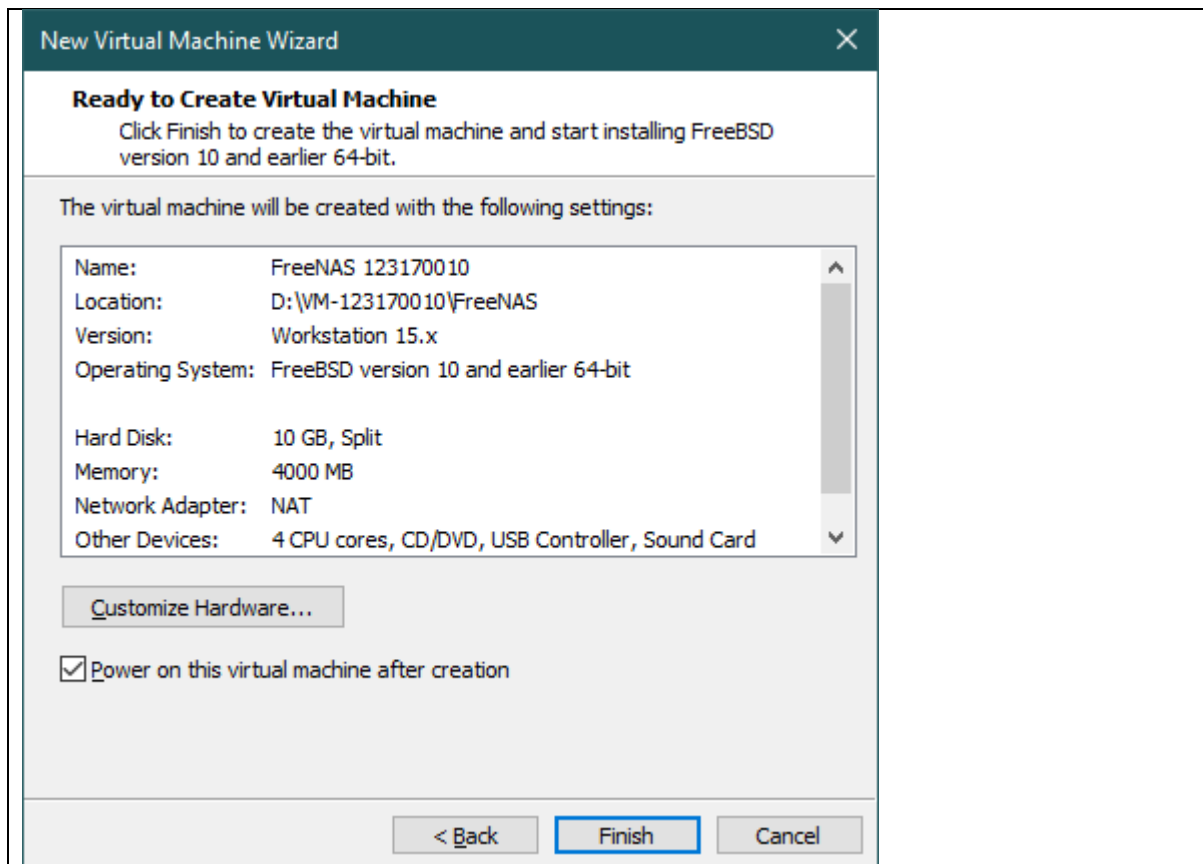 New Virtual Machine Wizard
Ready to Create Virtual Machine
Click Finish to create the virtual machine and start installing FreeBSD
version 10 and earlier 64-bit.
The virtual machine will be created with the following settings:
Name: FreeNAS 123170010
Location: D:\VM-123170010\FreeNAS
Version: Workstation 15.x
Operating System: FreeBSD version 10 and earlier 64-bit
Hard Disk: 10 GB, Split
Memory: 4000 MB
Network Adapter: NAT
Other Devices: 4 CPU cores, CD/DVD, USB Controller, Sound Card
Customize Hardware...
Power on this virtual machine after creation
< Back Finish Cancel